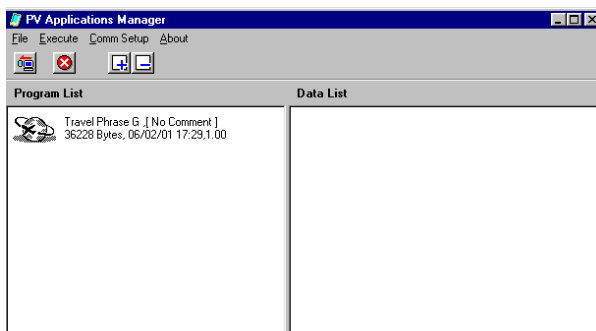 PV Applications Manager
File Execute Comm Setup About
Program List
Data List
Travel Phrase G ,[ No Comment ]
36228 Bytes, 06/02/01 17:29,1.00